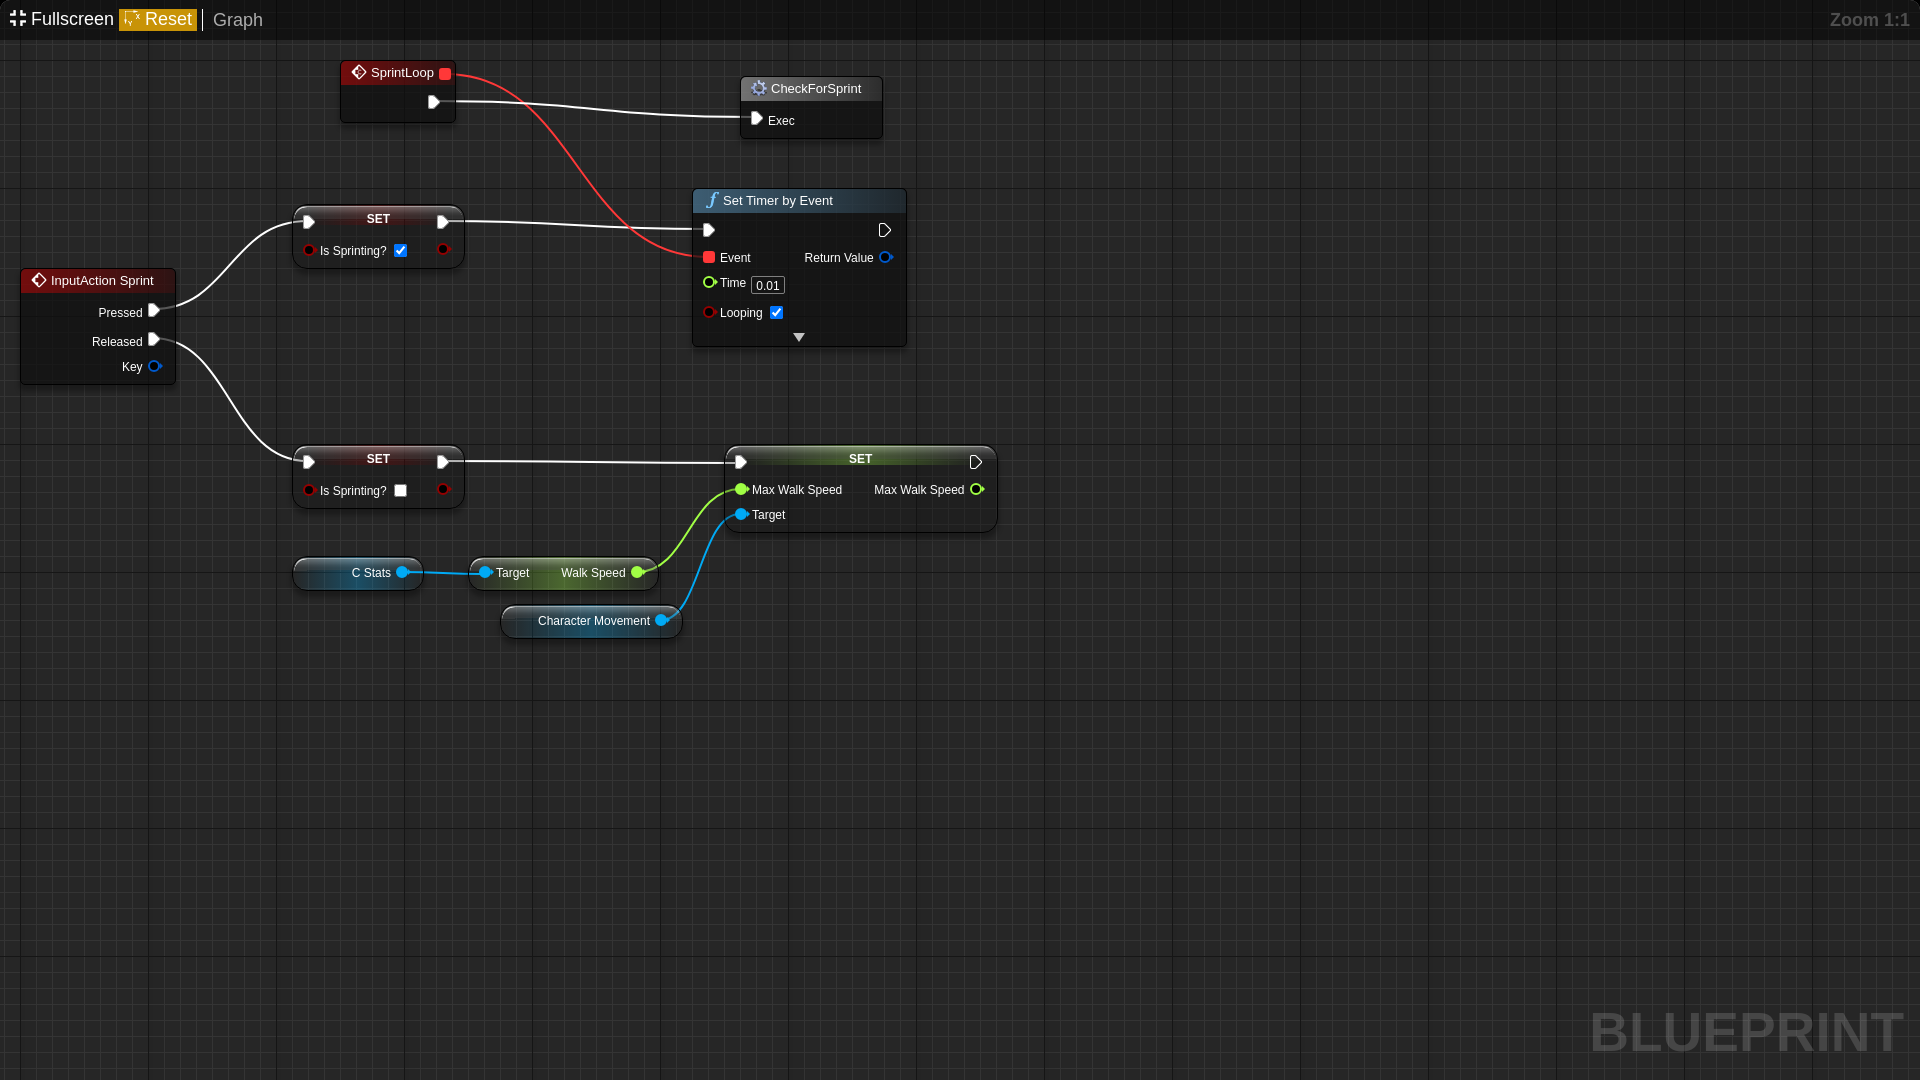 Fullscreen Reset Graph Zoom 1:1
SprintLoop
CheckForSprint
Exec
SET
Is Sprinting?
Set Timer by Event
Event Return Value
Time 0.01
Looping
InputAction Sprint
Pressed
Released
Key
SET
Is Sprinting?
SET
Max Walk Speed Max Walk Speed
Target
C Stats
Target Walk Speed
Character Movement
BLUEPRINT